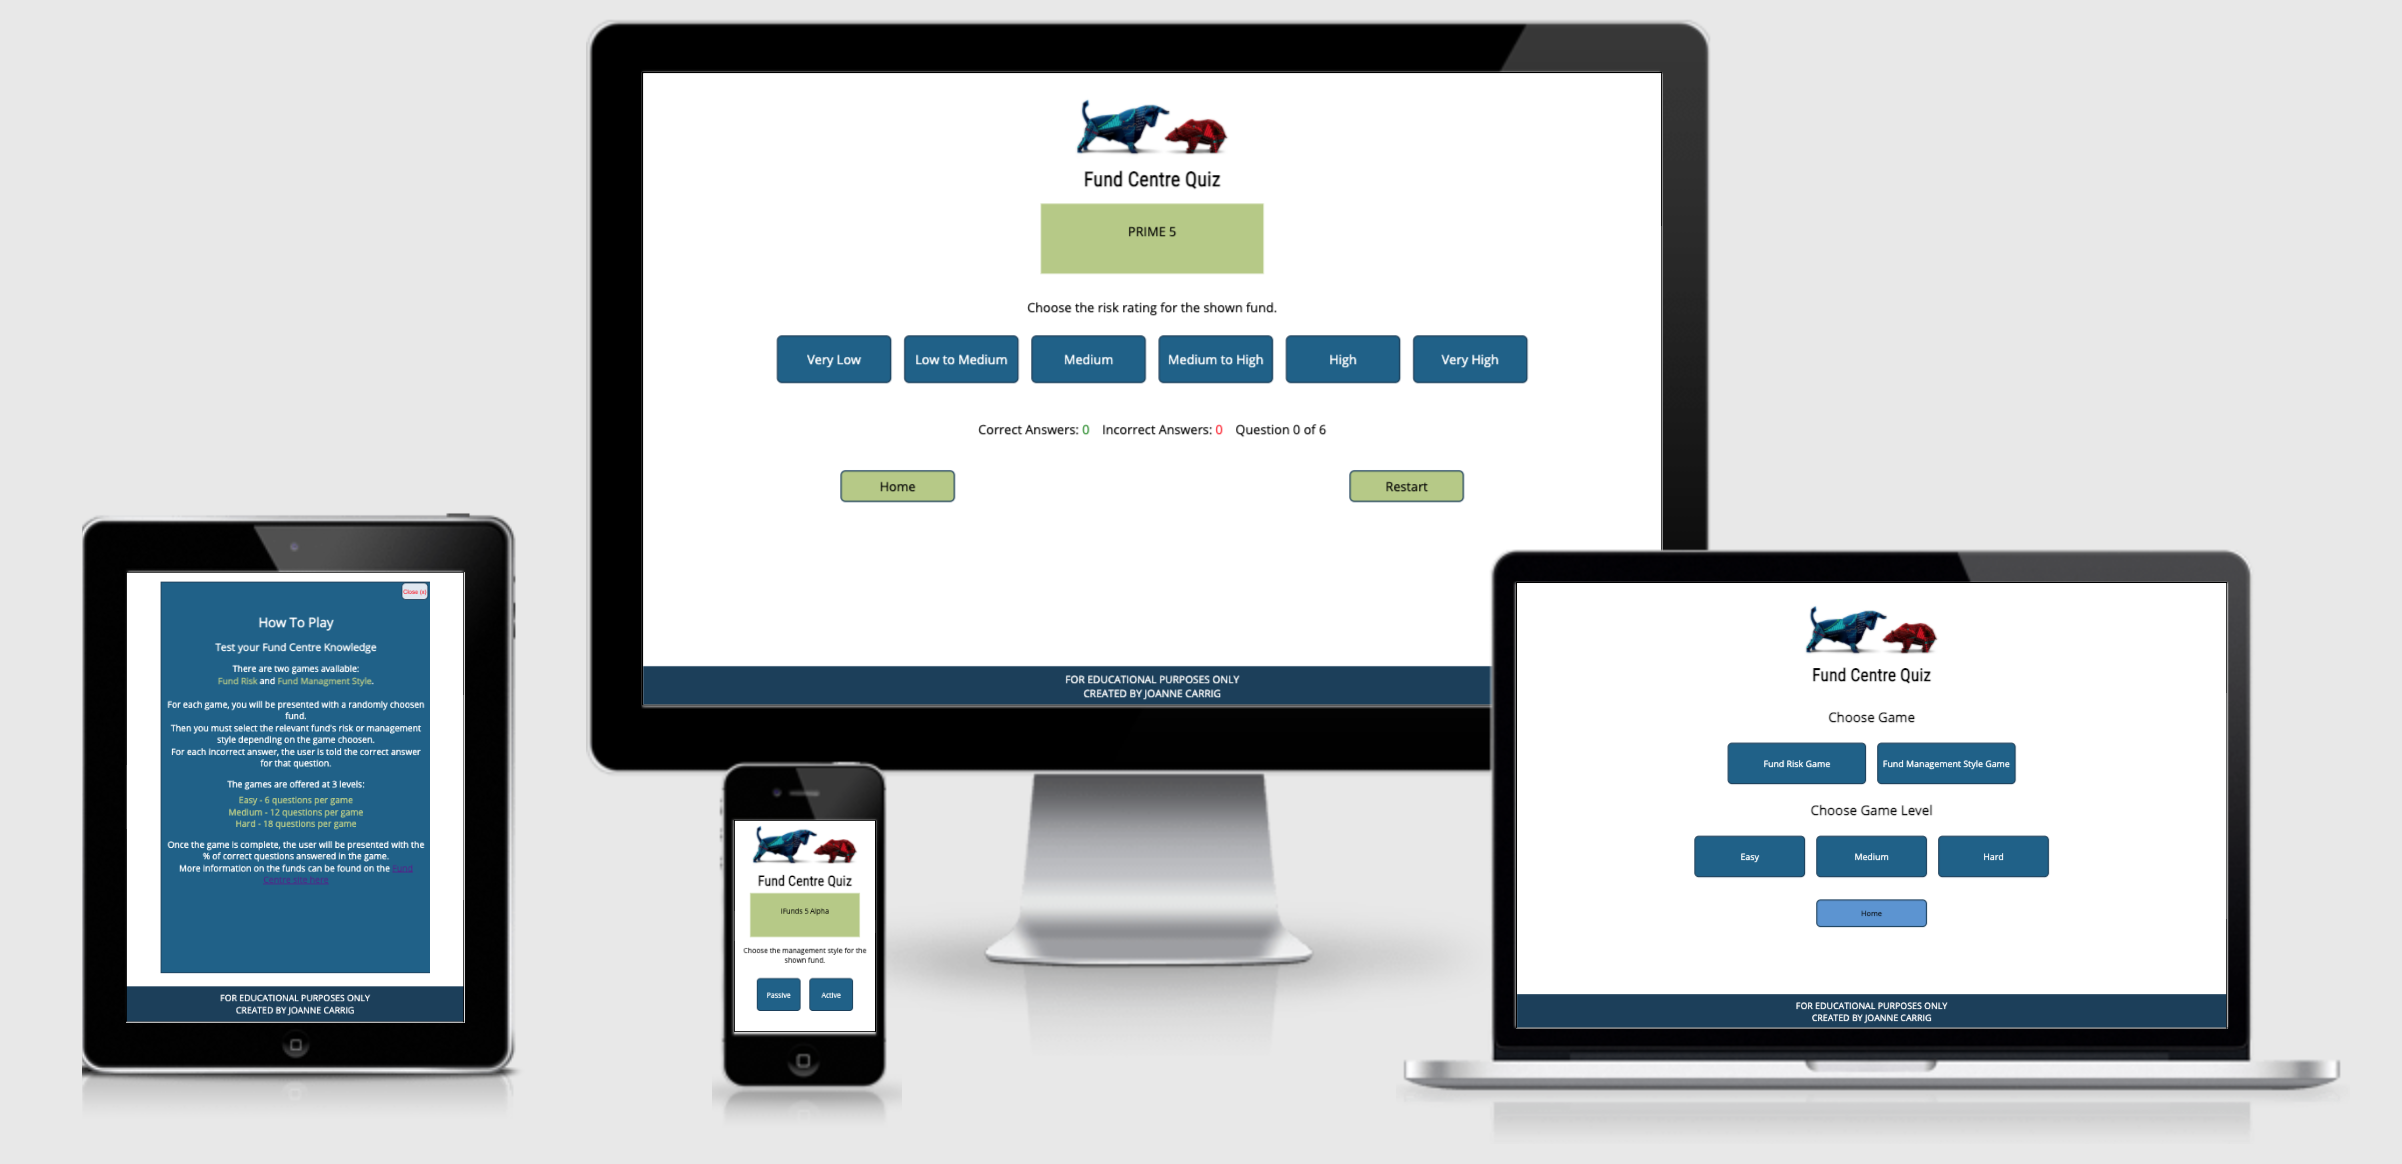 Fund Centre Quiz
PRIME 5
Choose the risk rating for the shown fund.
Very Low
Low to Medium
Medium
Medium to High
High
Very High
Correct Answers: 0 Incorrect Answers: 0 Question 0 of 6
Home
Restart
FOR EDUCATIONAL PURPOSES ONLY
CREATED BY JOANNE CARRIG
Close (x)
How To Play
Test your Fund Centre Knowledge
There are two games available:
Fund Risk and Fund Managment Style.
For each game, you will be presented with a randomly choosen
fund.
Then you must select the relevant fund's risk or management
style depending on the game choosen.
For each incorrect answer, the user is told the correct answer
for that question.
The games are offered at 3 levels:
Easy - 6 questions per game
Medium - 12 questions per game
Hard - 18 questions per game
Once the game is complete, the user will be presented with the
% of correct questions answered in the game.
More information on the funds can be found on the Fund
Centre site here
FOR EDUCATIONAL PURPOSES ONLY
CREATED BY JOANNE CARRIG
Fund Centre Quiz
iFunds 5 Alpha
Choose the management style for the
shown fund.
Passive
Active
Fund Centre Quiz
Choose Game
Fund Risk Game
Fund Management Style Game
Choose Game Level
Easy
Medium
Hard
Home
FOR EDUCATIONAL PURPOSES ONLY
CREATED BY JOANNE CARRIG